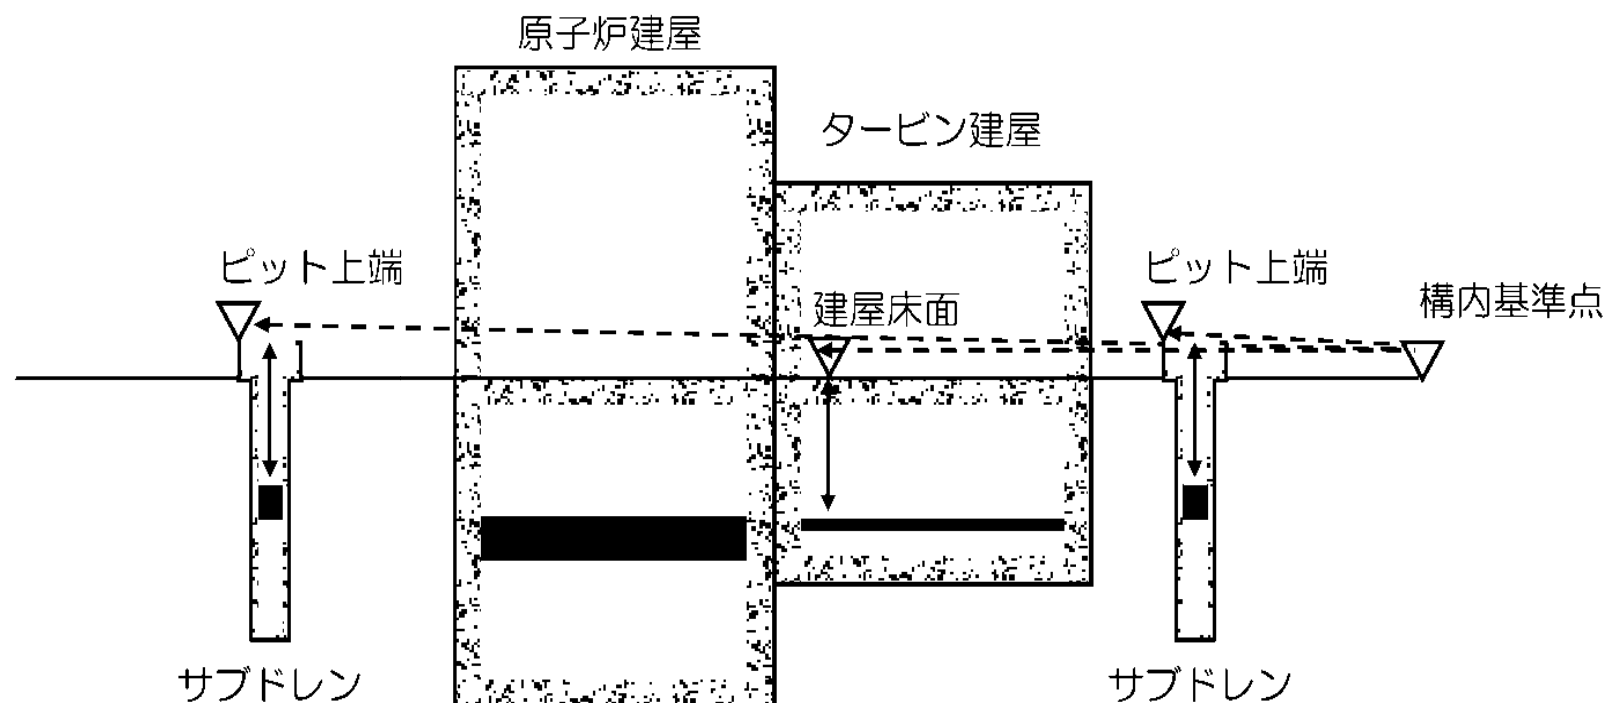 原子炉建屋
タービン建屋
ピット上端
ピット上端
構内基準点
建屋床面
サブドレン
サブドレン